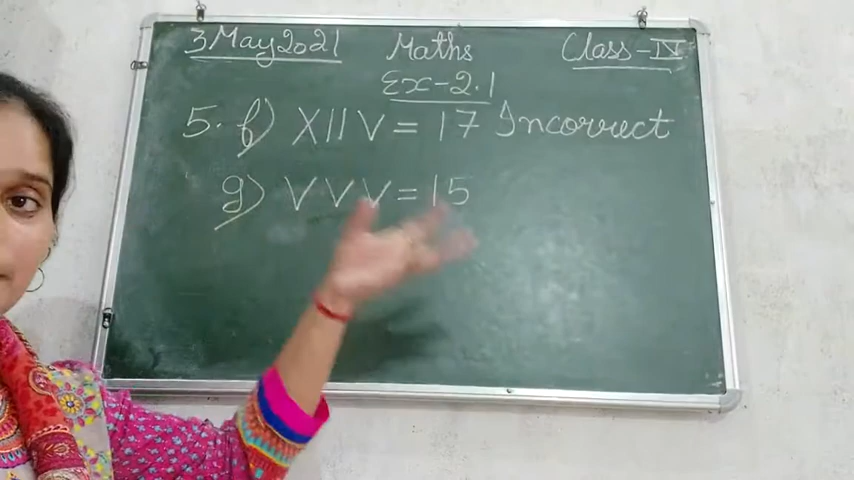 3May2021 Maths Class-IV
Ex-2.1
5. f) XIIV = 17 Incorrect
g) VVV = 15